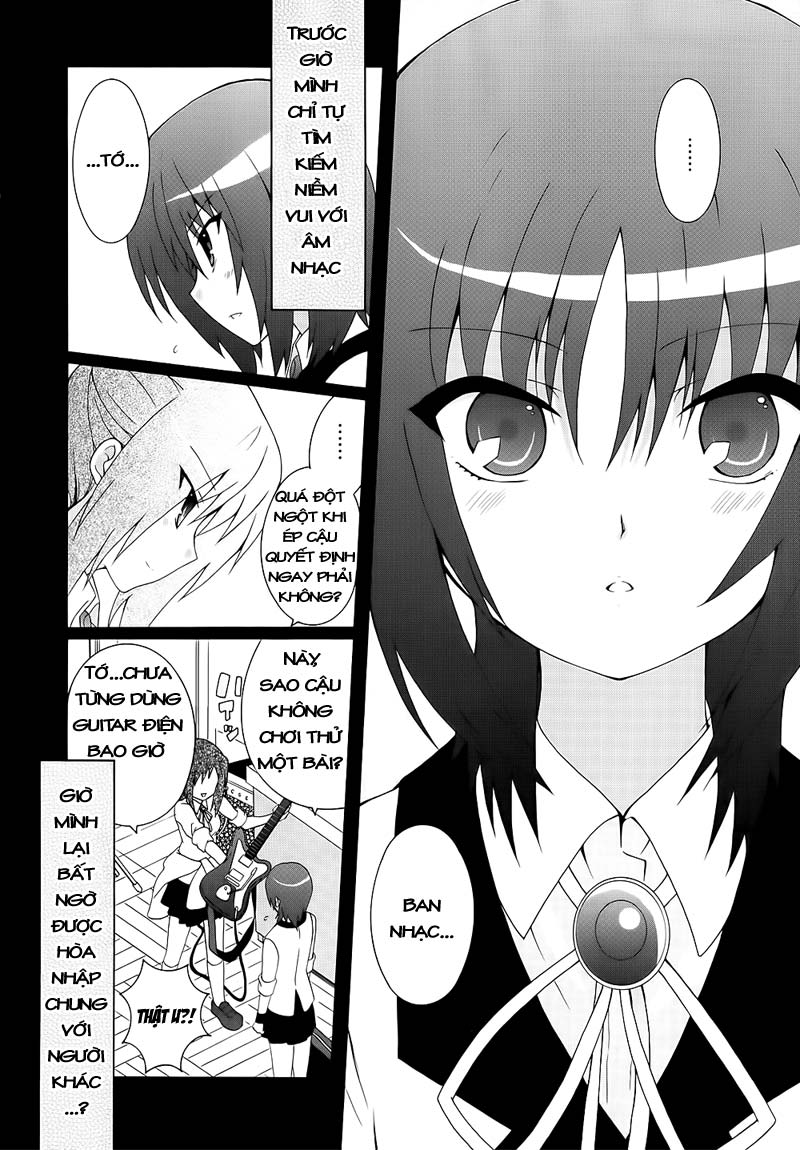 ......
BAN
NHẠC...
TRƯỚC
GIỜ
MÌNH
CHỈ TỰ
TÌM
KIẾM
NIỀM
VUI VỚI
ÂM
NHẠC
...TỚ...
......
QUÁ ĐỘT
NGỘT KHI
ÉP CẬU
QUYẾT ĐỊNH
NGAY PHẢI
KHÔNG?
NÀY,
SAO CẬU
KHÔNG
CHƠI THỬ
MỘT BÀI?
TỚ...CHƯA
TỪNG DÙNG
GUITAR ĐIỆN
BAO GIỜ
THẬT Ư?!
GIỜ
MÌNH
LẠI
BẤT
NGỜ
ĐƯỢC
HÒA
NHẬP
CHUNG
VỚI
NGƯỜI
KHÁC
...?